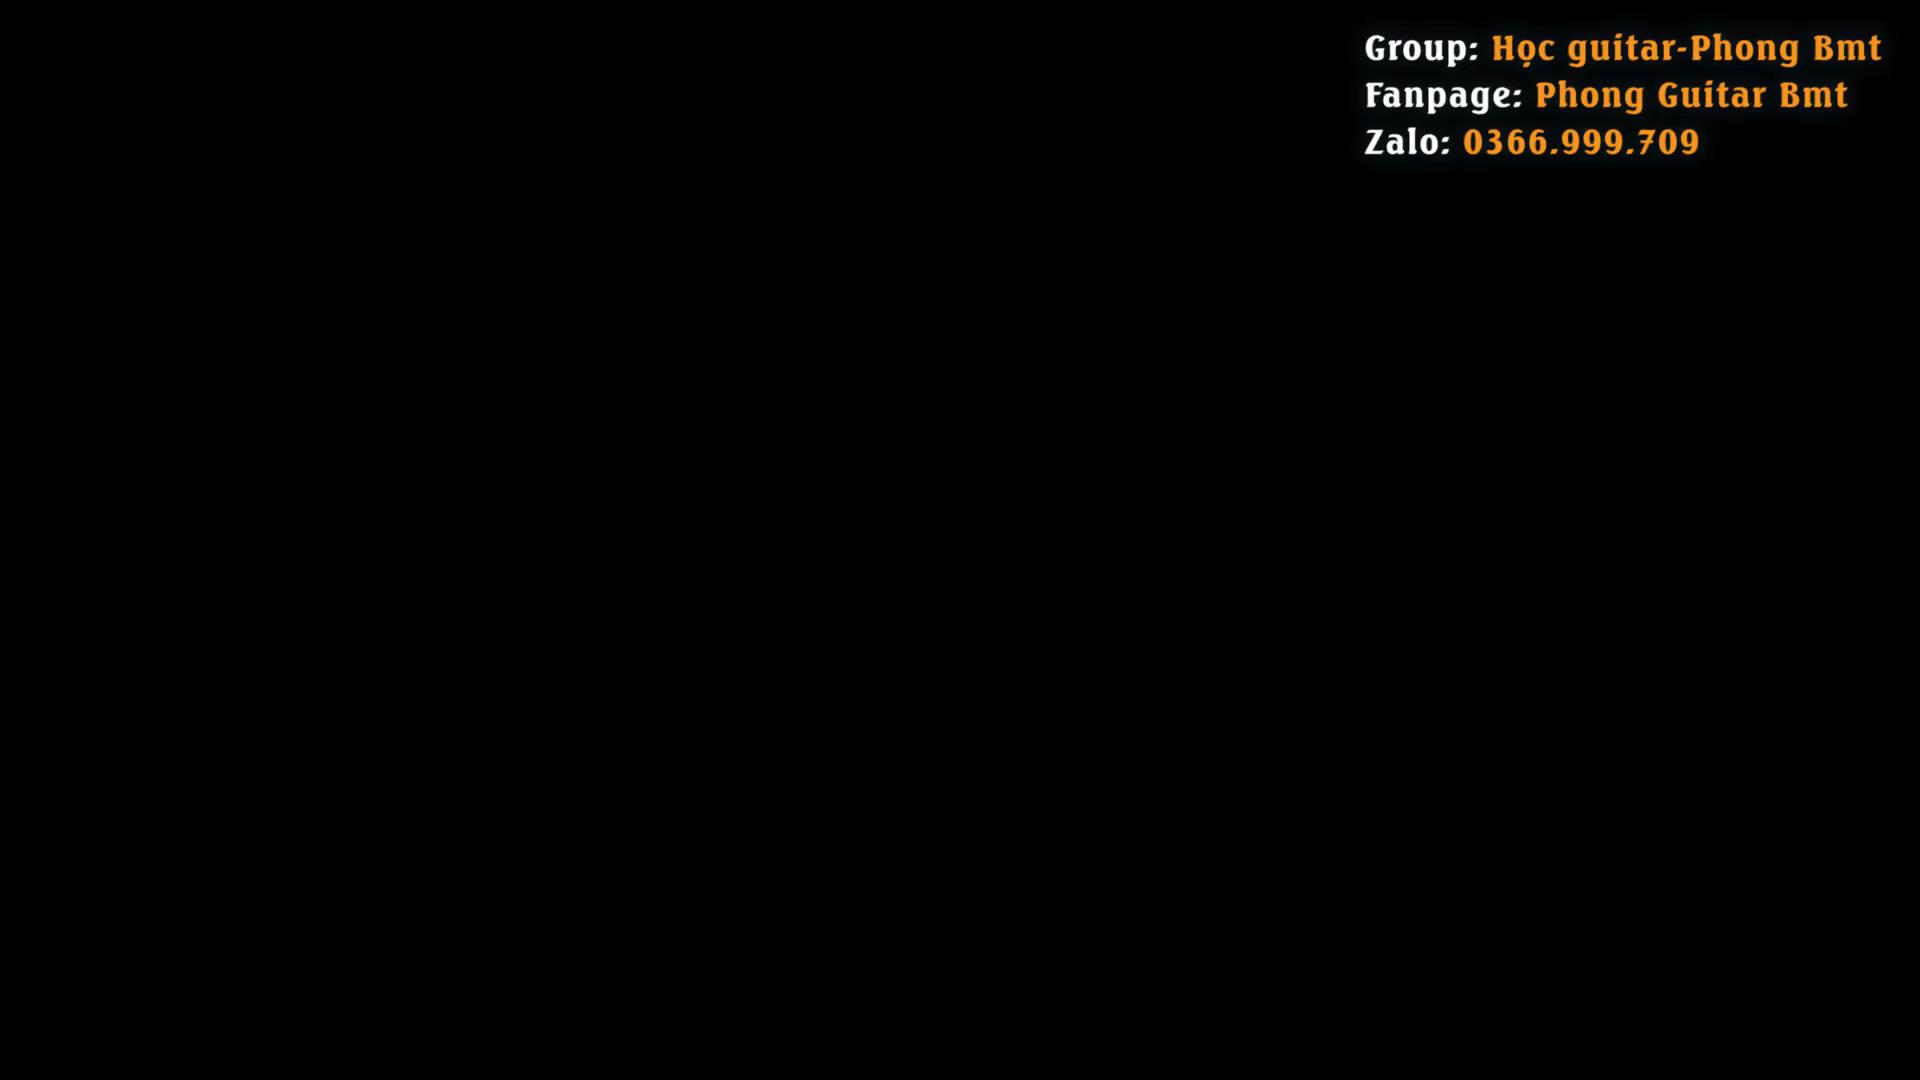 Group: Học guitar-Phong Bmt
Fanpage: Phong Guitar Bmt
Zalo: 0366.999.709